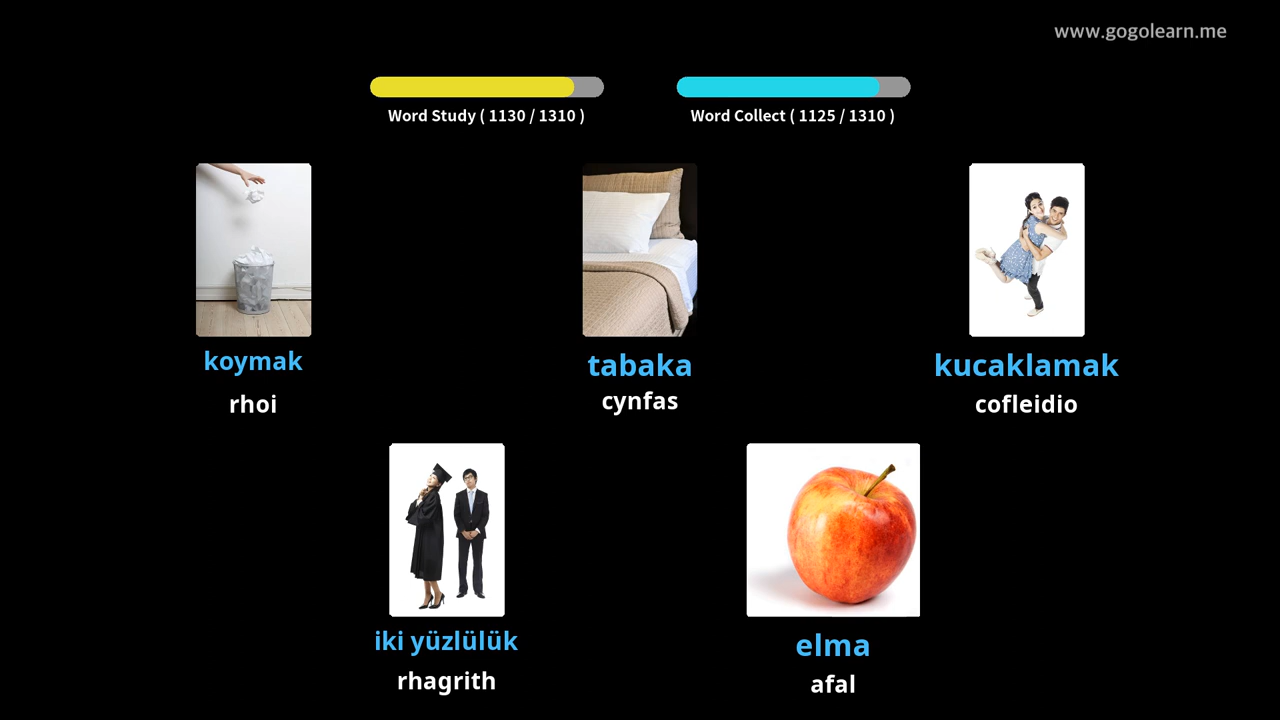 www.gogolearn.me
Word Study ( 1130 / 1310 )
Word Collect ( 1125 / 1310 )
koymak
rhoi
tabaka
cynfas
kucaklamak
cofleidio
iki yüzlülük
rhagrith
elma
afal